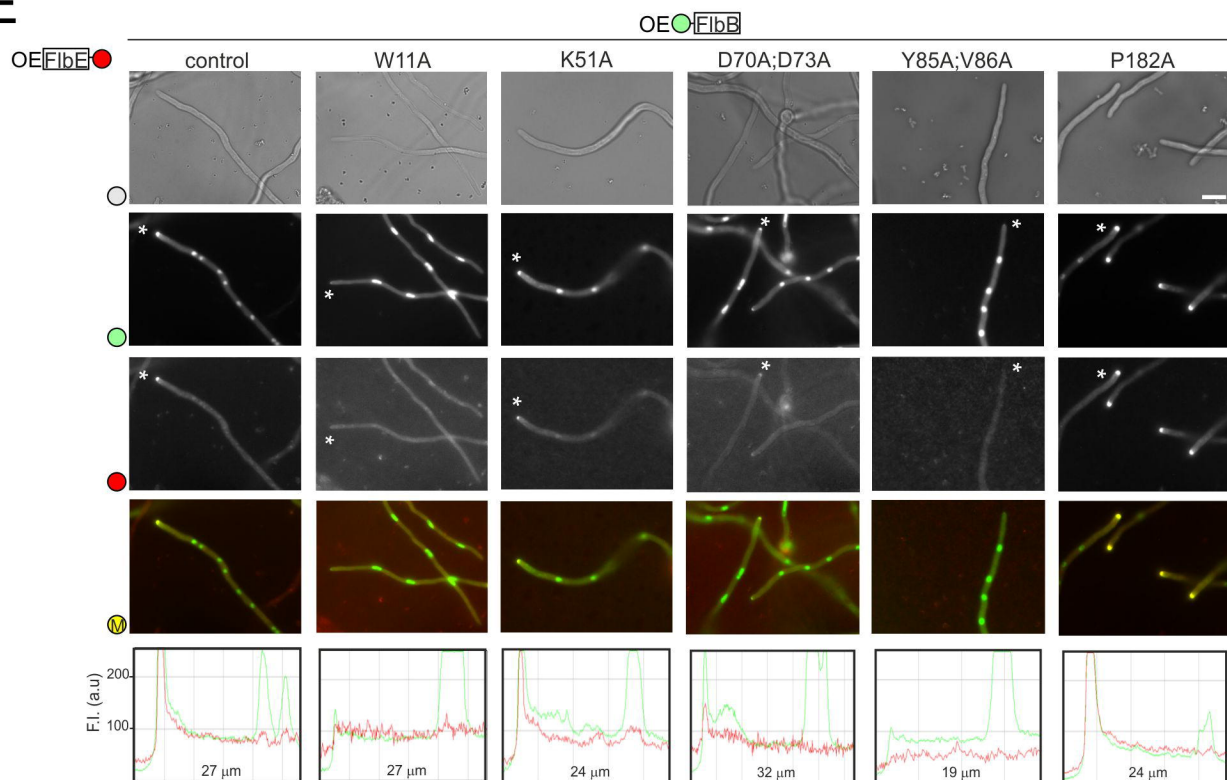 E
OE FlbB
OE FlbE
control W11A K51A D70A;D73A Y85A;V86A P182A
*
* * * * *
*
* * * * *
M
F.I. (a.u)
200
100
27 µm 27 µm 24 µm 32 µm 19 µm 24 µm